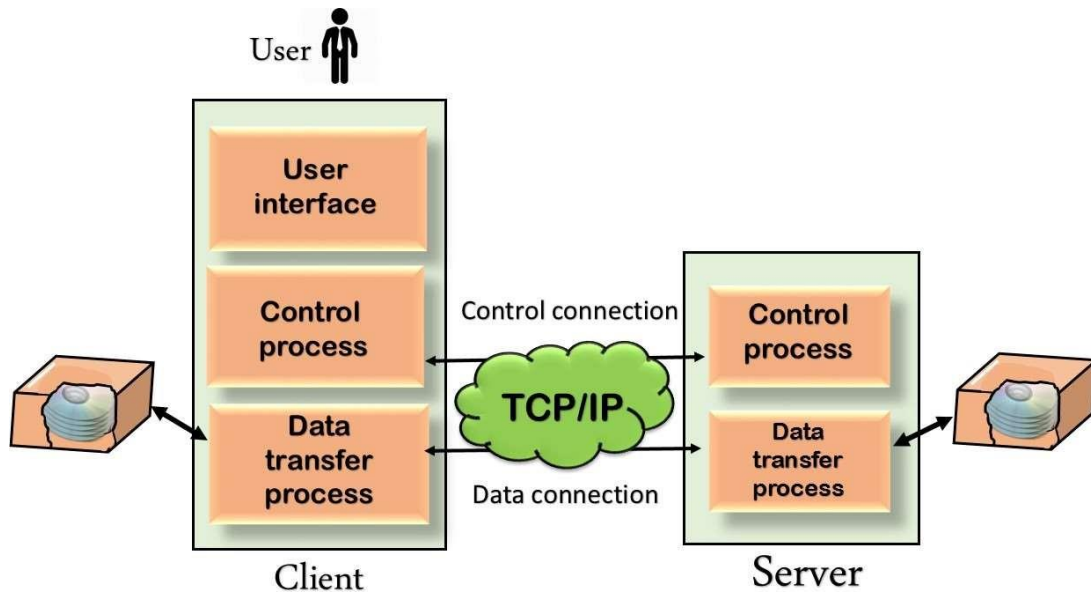 User
User
interface
Control
process
Data
transfer
process
Client
Control connection
TCP/IP
Data connection
Control
process
Data
transfer
process
Server